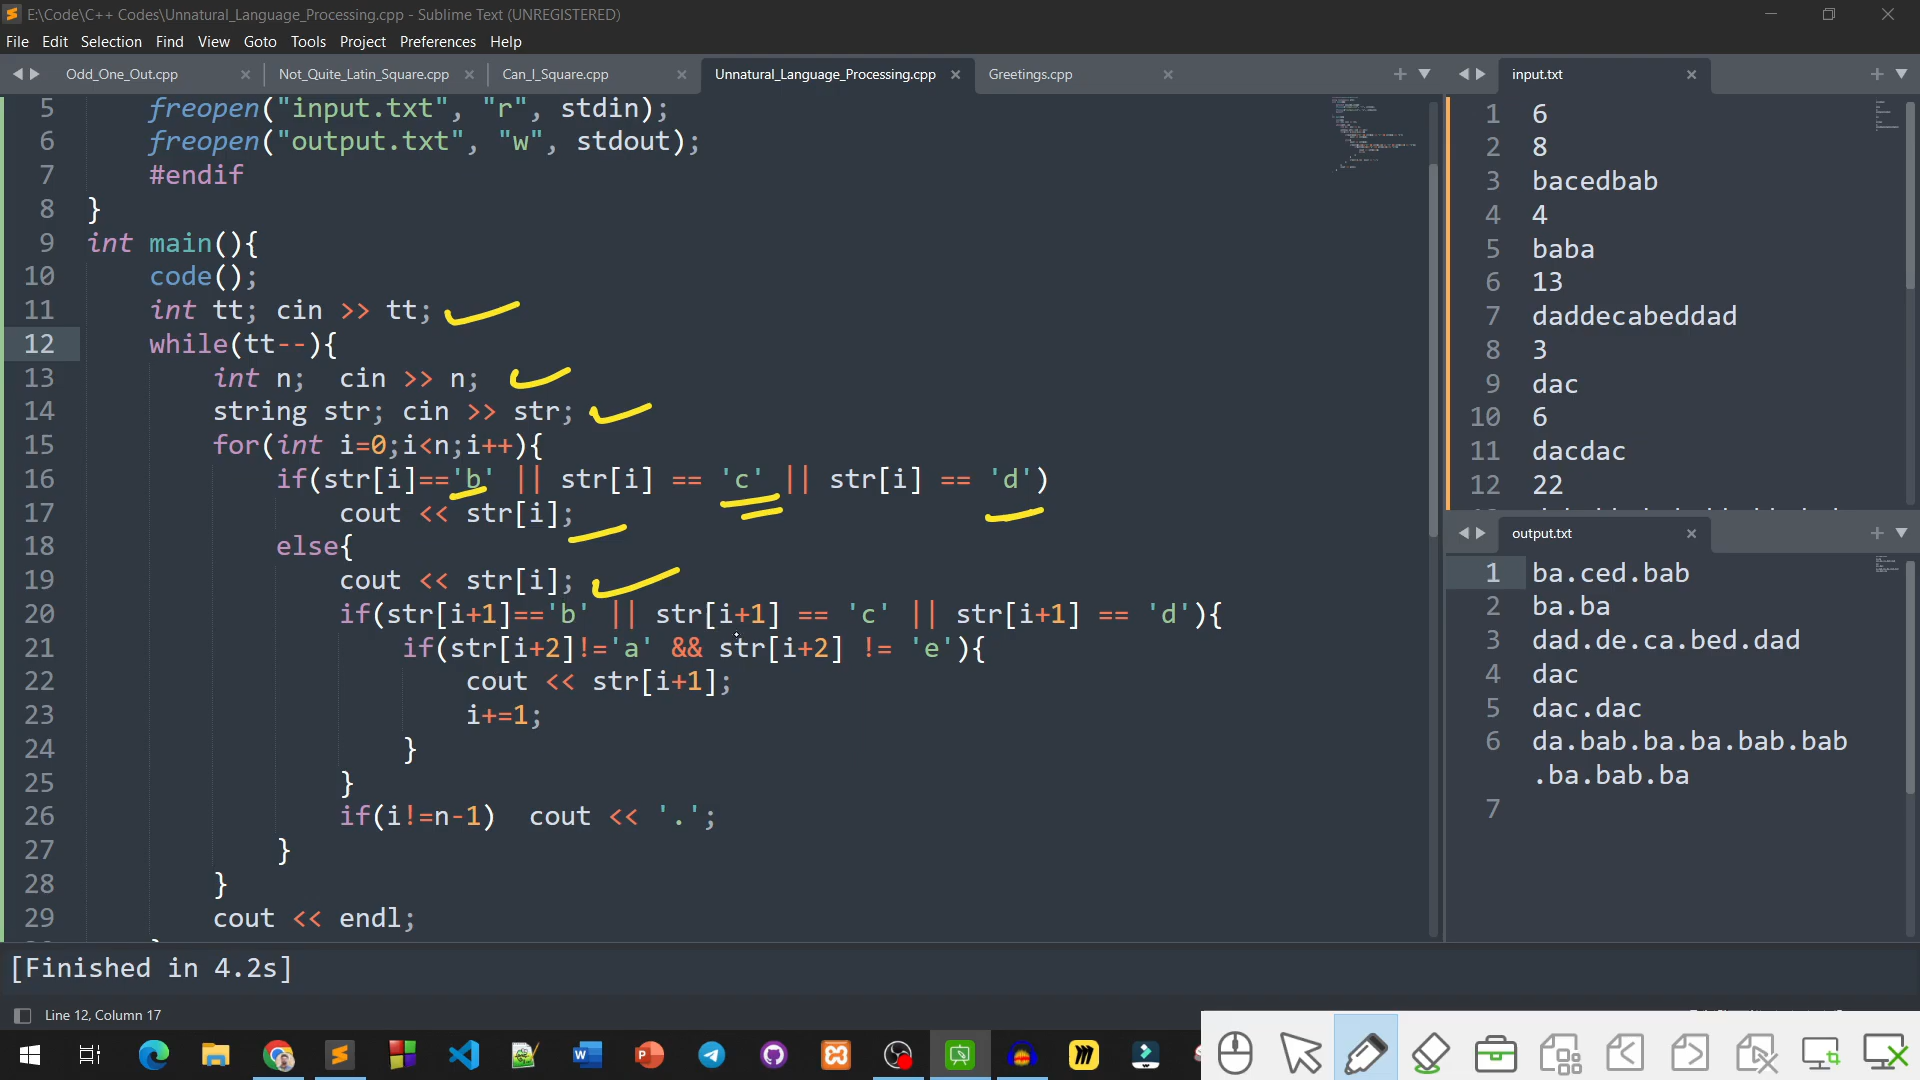 E:\Code\C++ Codes\Unnatural_Language_Processing.cpp - Sublime Text (UNREGISTERED)
File Edit Selection Find View Goto Tools Project Preferences Help
Odd_One_Out.cpp Not_Quite_Latin_Square.cpp Can_I_Square.cpp Unnatural_Language_Processing.cpp Greetings.cpp
5 freopen("input.txt", "r", stdin);
6 freopen("output.txt", "w", stdout);
7 #endif
8 }
9 int main(){
10 code();
11 int tt; cin >> tt;
12 while(tt--){
13 int n;  cin >> n;
14 string str; cin >> str;
15 for(int i=0;i<n;i++){
16 if(str[i]=='b' || str[i] == 'c' || str[i] == 'd')
17 cout << str[i];
18 else{
19 cout << str[i];
20 if(str[i+1]=='b' || str[i+1] == 'c' || str[i+1] == 'd'){
21 if(str[i+2]!='a' && str[i+2] != 'e'){
22 cout << str[i+1];
23 i+=1;
24 }
25 }
26 if(i!=n-1)  cout << '.';
27 }
28 }
29 cout << endl;
input.txt
1 6
2 8
3 bacedbab
4 4
5 baba
6 13
7 daddecabeddad
8 3
9 dac
10 6
11 dacdac
12 22
output.txt
1 ba.ced.bab
2 ba.ba
3 dad.de.ca.bed.dad
4 dac
5 dac.dac
6 da.bab.ba.ba.bab.bab
.ba.bab.ba
7
[Finished in 4.2s]
Line 12, Column 17